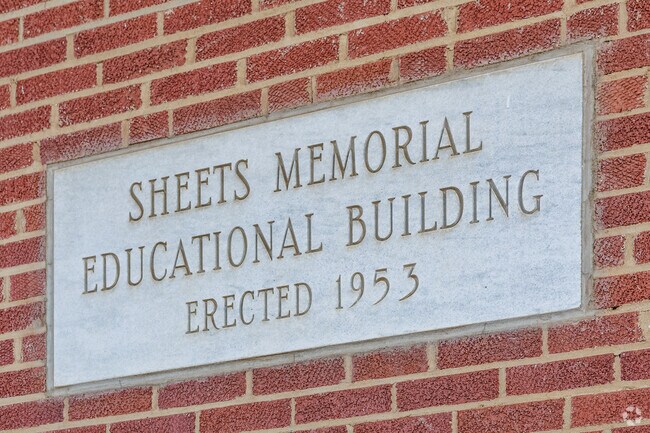 SHEETS MEMORIAL
EDUCATIONAL BUILDING
ERECTED 1953